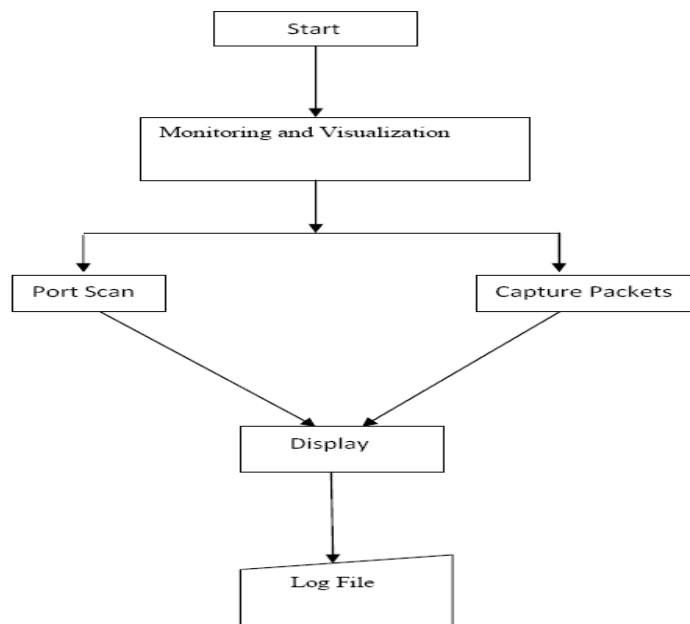 Start
Monitoring and Visualization
Port Scan
Capture Packets
Display
Log File